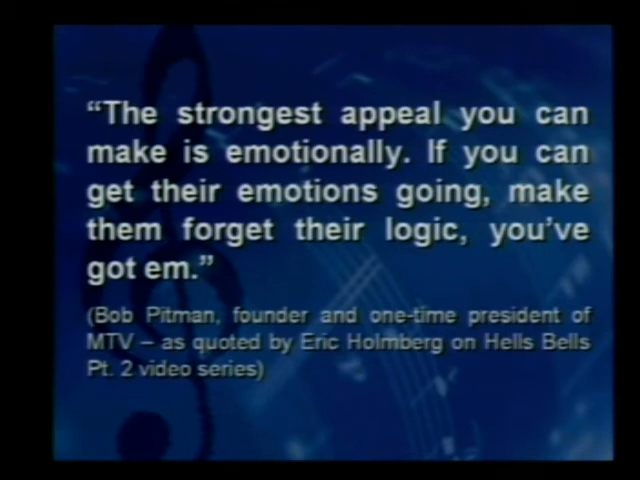 “The strongest appeal you can
make is emotionally. If you can
get their emotions going, make
them forget their logic, you’ve
got em.”
(Bob Pitman, founder and one-time president of
MTV – as quoted by Eric Holmberg on Hells Bells
Pt. 2 video series)